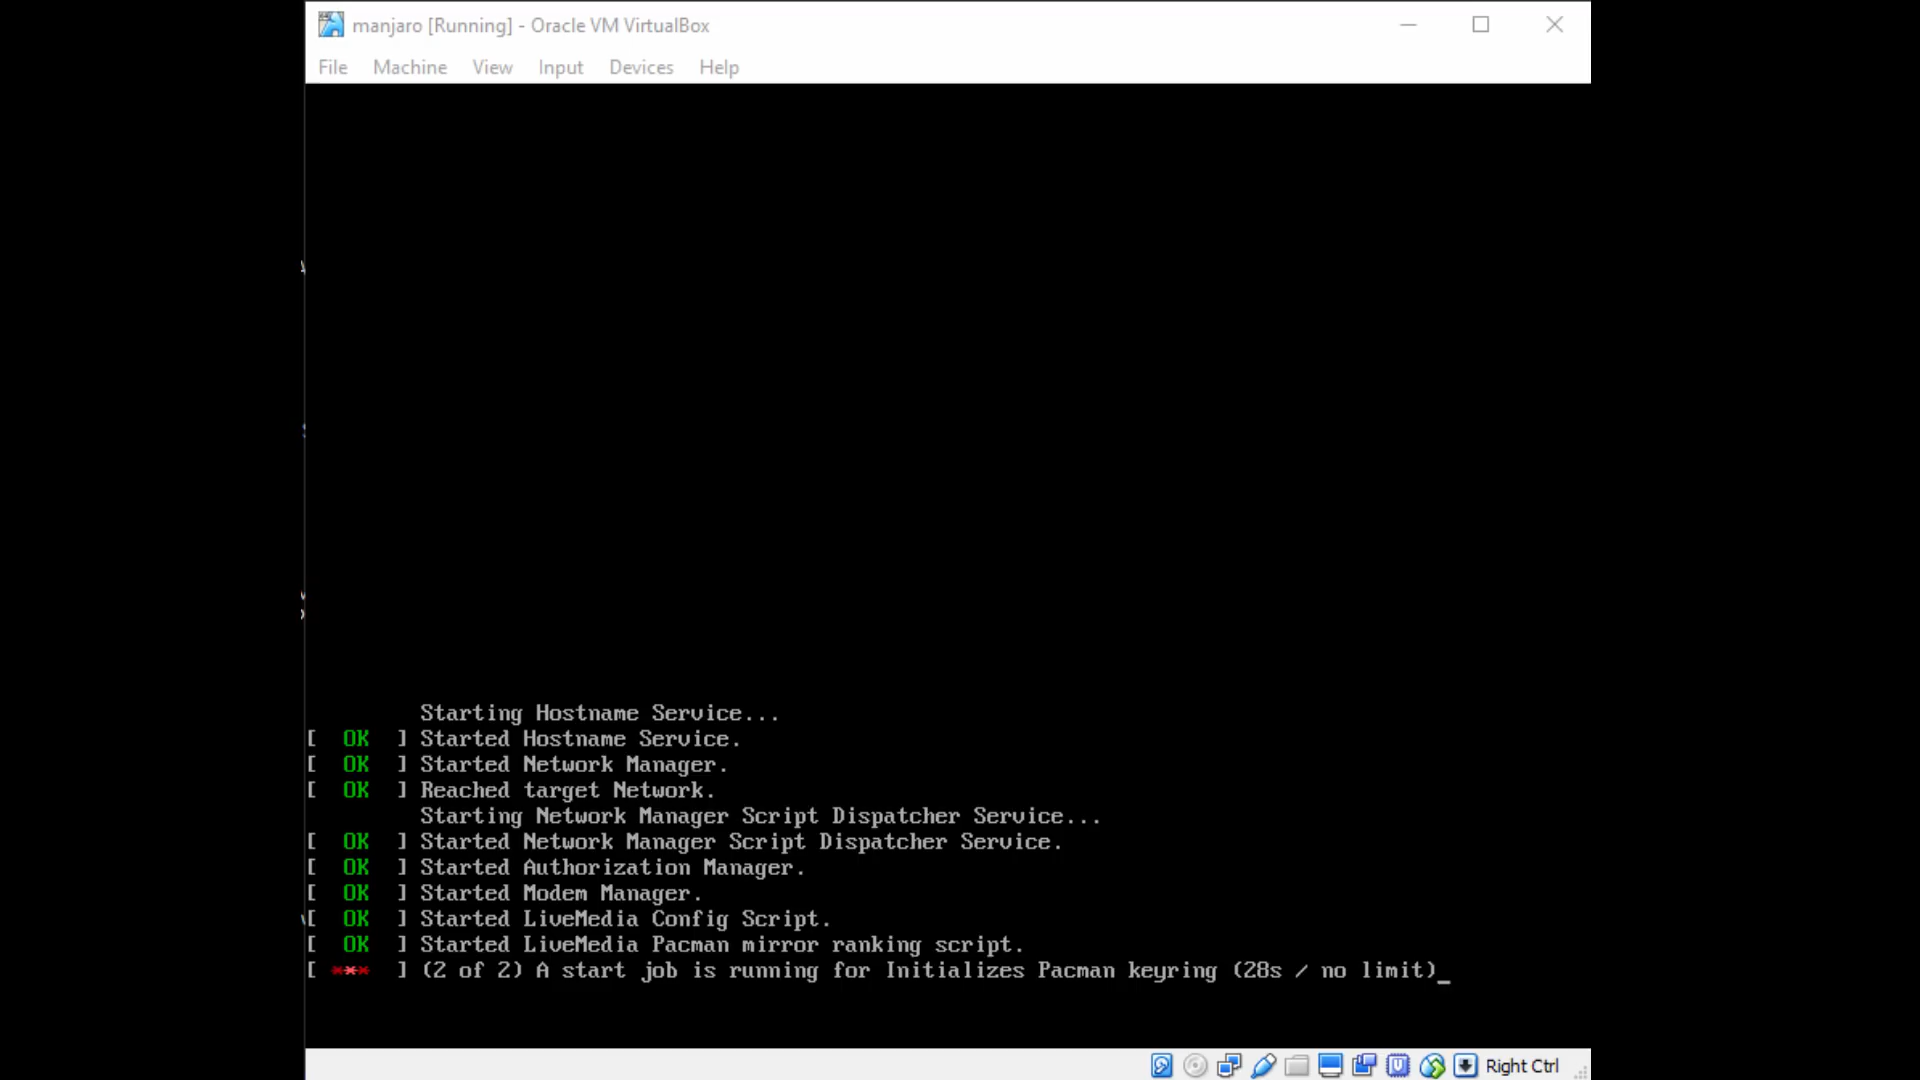 manjaro [Running] - Oracle VM VirtualBox
File Machine View Input Devices Help
Starting Hostname Service...
[ OK ] Started Hostname Service.
[ OK ] Started Network Manager.
[ OK ] Reached target Network.
Starting Network Manager Script Dispatcher Service...
[ OK ] Started Network Manager Script Dispatcher Service.
[ OK ] Started Authorization Manager.
[ OK ] Started Modem Manager.
[ OK ] Started LiveMedia Config Script.
[ OK ] Started LiveMedia Pacman mirror ranking script.
[ *** ] (2 of 2) A start job is running for Initializes Pacman keyring (28s / no limit)_
Right Ctrl